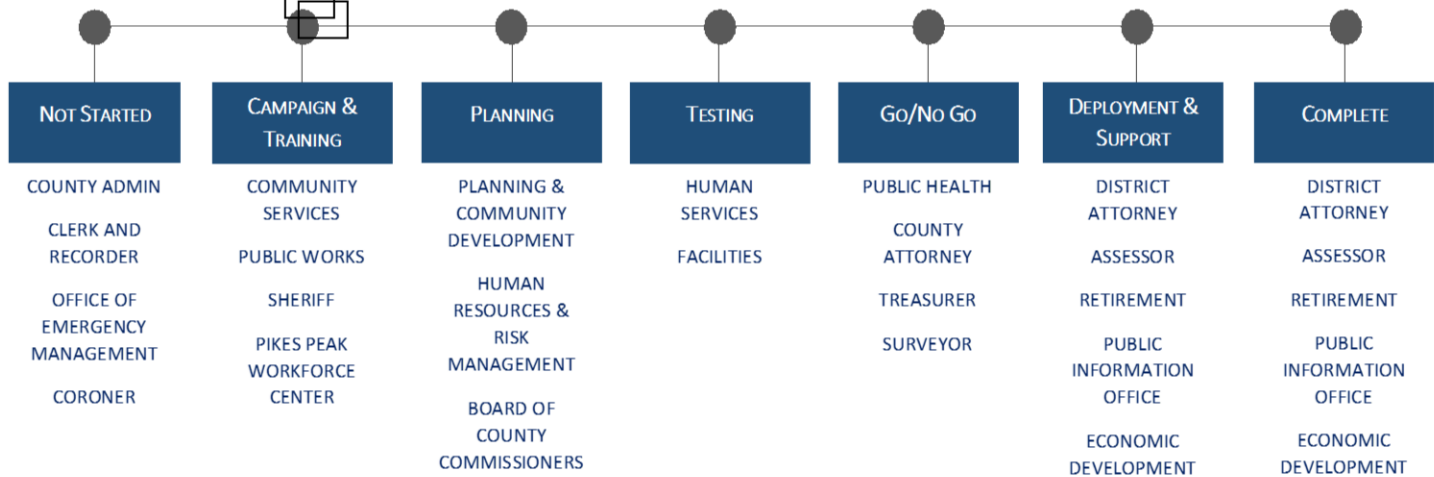 NOT STARTED
COUNTY ADMIN
CLERK AND
RECORDER
OFFICE OF
EMERGENCY
MANAGEMENT
CORONER
CAMPAIGN &
TRAINING
COMMUNITY
SERVICES
PUBLIC WORKS
SHERIFF
PIKES PEAK
WORKFORCE
CENTER
PLANNING
PLANNING &
COMMUNITY
DEVELOPMENT
HUMAN
RESOURCES &
RISK
MANAGEMENT
BOARD OF
COUNTY
COMMISSIONERS
TESTING
HUMAN
SERVICES
FACILITIES
GO/NO GO
PUBLIC HEALTH
COUNTY
ATTORNEY
TREASURER
SURVEYOR
DEPLOYMENT &
SUPPORT
DISTRICT
ATTORNEY
ASSESSOR
RETIREMENT
PUBLIC
INFORMATION
OFFICE
ECONOMIC
DEVELOPMENT
COMPLETE
DISTRICT
ATTORNEY
ASSESSOR
RETIREMENT
PUBLIC
INFORMATION
OFFICE
ECONOMIC
DEVELOPMENT